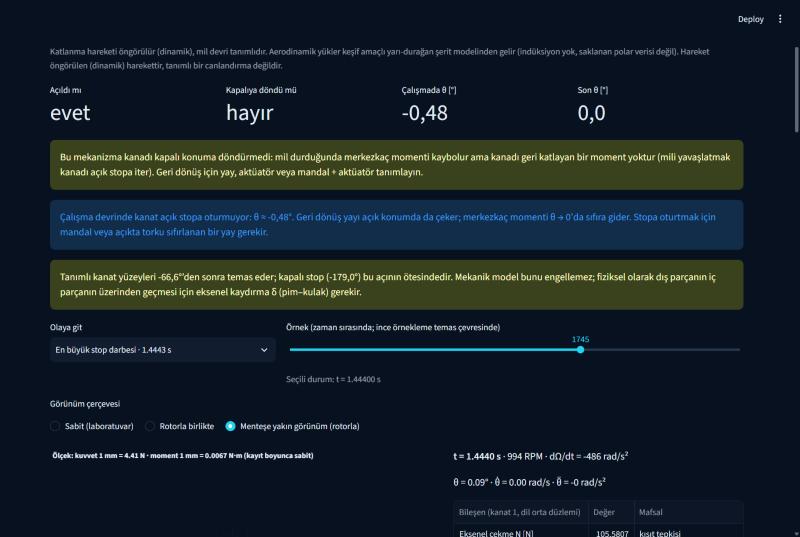 Deploy
Katlanma hareketi öngörülür (dinamik), mil devri tanımlıdır. Aerodinamik yükler keşif amaçlı yarı-durağan şerit modelinden gelir (indüksiyon yok, saklanan polar verisi değil). Hareket
öngörülen (dinamik) harekettir, tanımlı bir canlandırma değildir.
Açıldı mı
Kapalıya döndü mü
Çalışmada θ [°]
Son θ [°]
evet
hayır
-0,48
0,0
Bu mekanizma kanadı kapalı konuma döndürmedi: mil durduğunda merkezkaç momenti kaybolur ama kanadı geri katlayan bir moment yoktur (mili yavaşlatmak
kanadı açık stopa iter). Geri dönüş için yay, aktüatör veya mandal + aktüatör tanımlayın.
Çalışma devrinde kanat açık stopa oturmuyor: θ ≈ -0,48°. Geri dönüş yayı açık konumda da çeker; merkezkaç momenti θ → 0'da sıfıra gider. Stopa oturtmak için
mandal veya açıkta torku sıfırlanan bir yay gerekir.
Tanımlı kanat yüzeyleri -66,6°'den sonra temas eder; kapalı stop (-179,0°) bu açının ötesindedir. Mekanik model bunu engellemez; fiziksel olarak dış parçanın iç
parçanın üzerinden geçmesi için eksenel kaydırma δ (pim–kulak) gerekir.
Olaya git
Örnek (zaman sırasında; ince örnekleme temas çevresinde)
1745
En büyük stop darbesi · 1.4443 s
Seçili durum: t = 1.44400 s
Görünüm çerçevesi
Sabit (laboratuvar)
Rotorla birlikte
Menteşe yakın görünüm (rotorla)
Ölçek: kuvvet 1 mm = 4.41 N · moment 1 mm = 0.0067 N·m (kayıt boyunca sabit)
t = 1.4440 s · 994 RPM · dΩ/dt = -486 rad/s²
θ = 0.09° · θ̇ = 0.00 rad/s · θ̈ = -0 rad/s²
Bileşen (kanat 1, dil orta düzlemi)
Değer
Mafsal
Eksenel çekme N [N]
105.5807
kısıt tepkisi